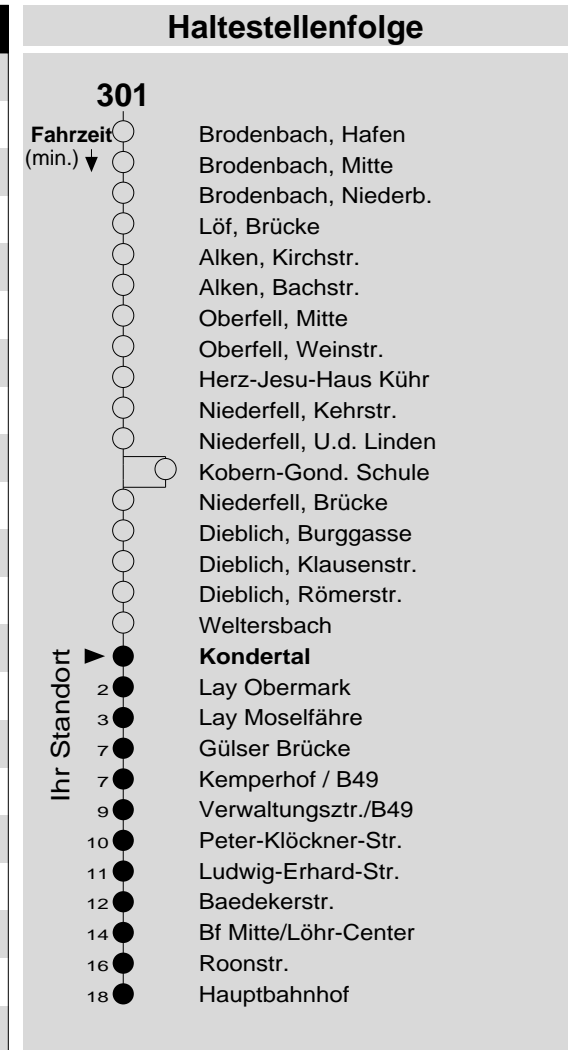 Haltestellenfolge
301
Fahrzeit
(min.)
Brodenbach, Hafen
Brodenbach, Mitte
Brodenbach, Niederb.
Löf, Brücke
Alken, Kirchstr.
Alken, Bachstr.
Oberfell, Mitte
Oberfell, Weinstr.
Herz-Jesu-Haus Kühr
Niederfell, Kehrstr.
Niederfell, U.d. Linden
Kobern-Gond. Schule
Niederfell, Brücke
Dieblich, Burggasse
Dieblich, Klausenstr.
Dieblich, Römerstr.
Weltersbach
Ihr Standort
Kondertal
2 Lay Obermark
3 Lay Moselfähre
7 Gülser Brücke
7 Kemperhof / B49
9 Verwaltungsztr./B49
10 Peter-Klöckner-Str.
11 Ludwig-Erhard-Str.
12 Baedekerstr.
14 Bf Mitte/Löhr-Center
16 Roonstr.
18 Hauptbahnhof